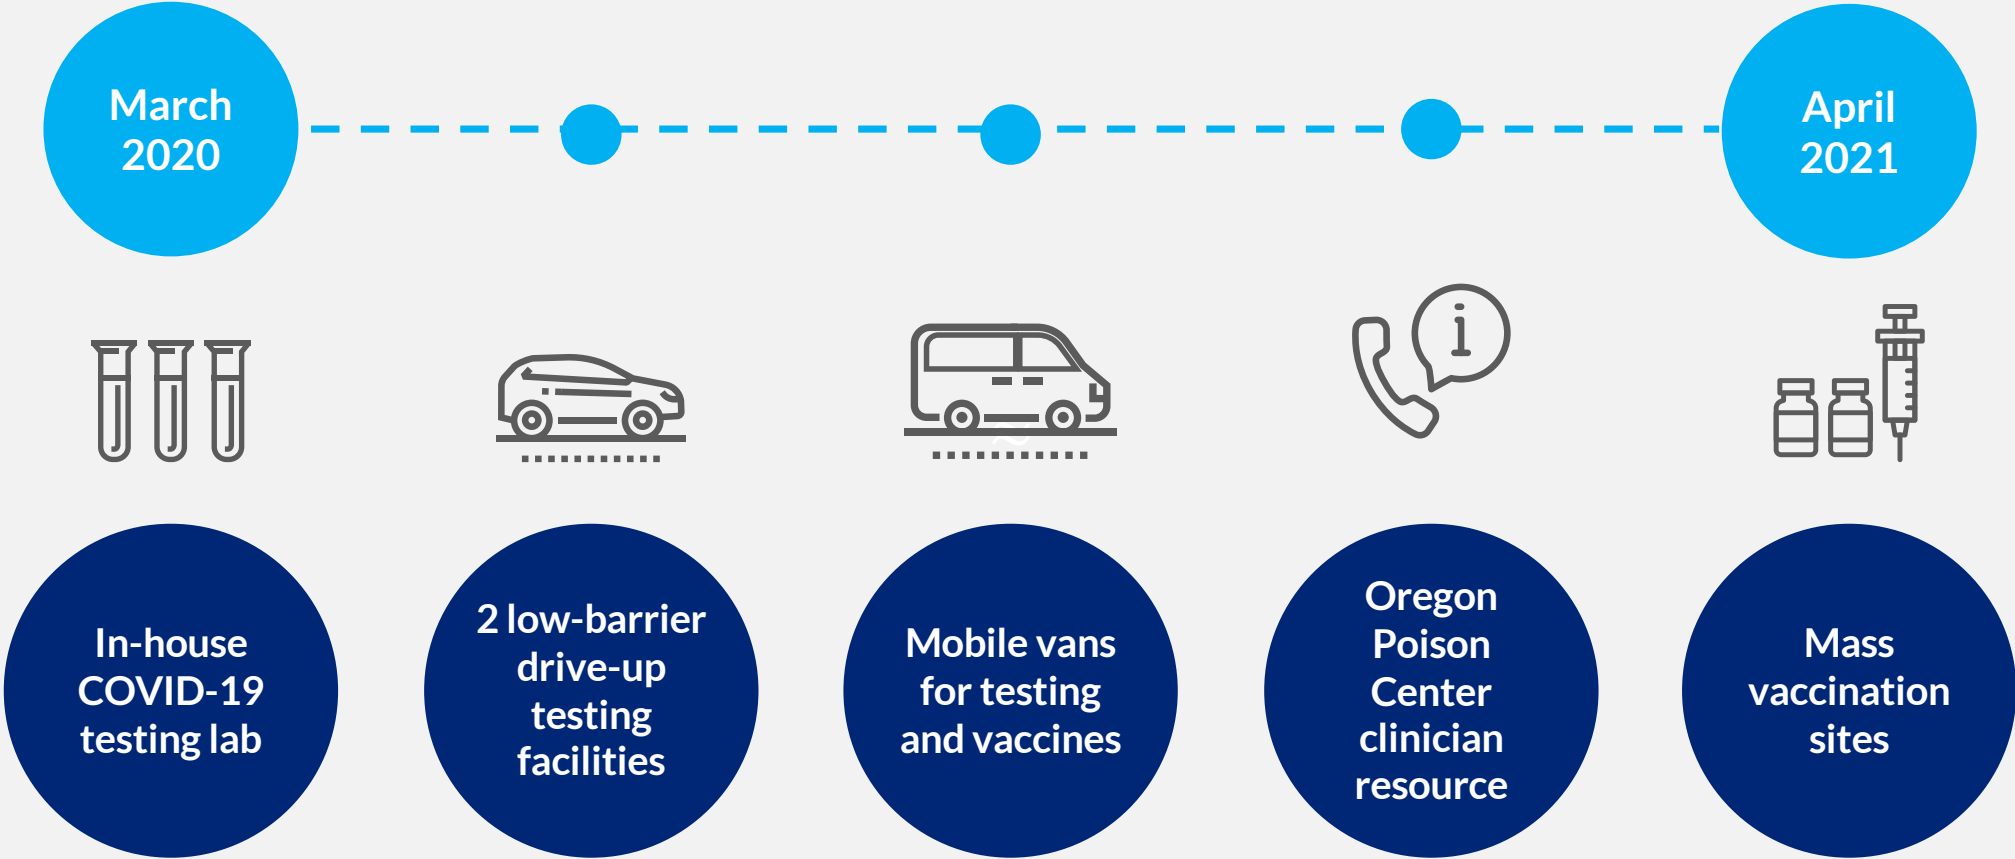 March
2020
April
2021
i
In-house
COVID-19
testing lab
2 low-barrier
drive-up
testing
facilities
Mobile vans
for testing
and vaccines
Oregon
Poison
Center
clinician
resource
Mass
vaccination
sites